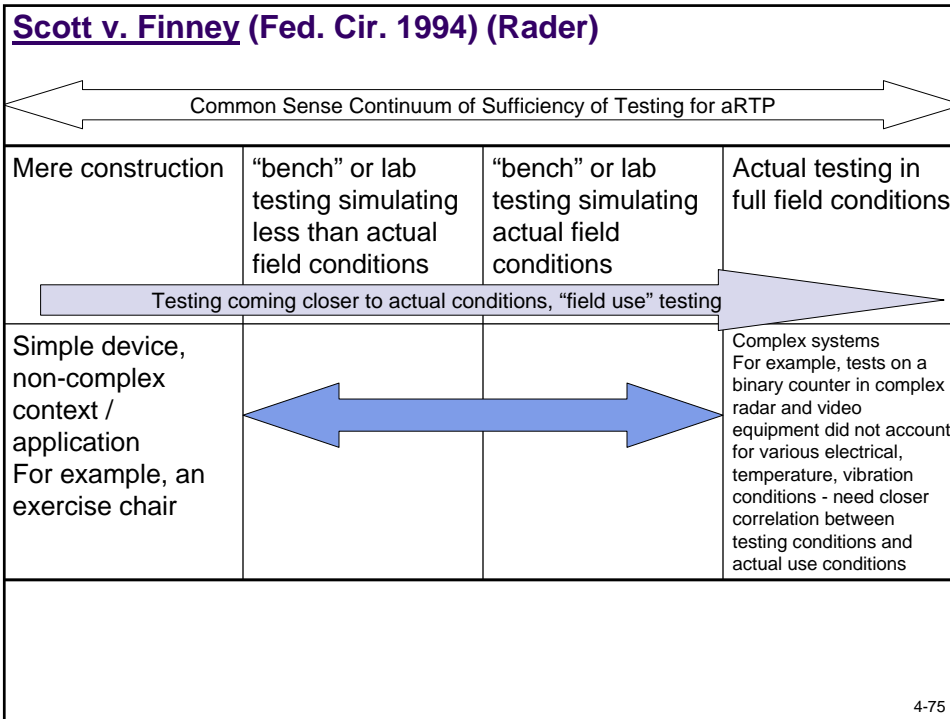 Scott v. Finney (Fed. Cir. 1994) (Rader)
Common Sense Continuum of Sufficiency of Testing for aRTP
Mere construction
“bench” or lab
testing simulating
less than actual
field conditions
“bench” or lab
testing simulating
actual field
conditions
Actual testing in
full field conditions
Testing coming closer to actual conditions, “field use” testing
Simple device,
non-complex
context /
application
For example, an
exercise chair
Complex systems
For example, tests on a
binary counter in complex
radar and video
equipment did not account
for various electrical,
temperature, vibration
conditions - need closer
correlation between
testing conditions and
actual use conditions
4-75